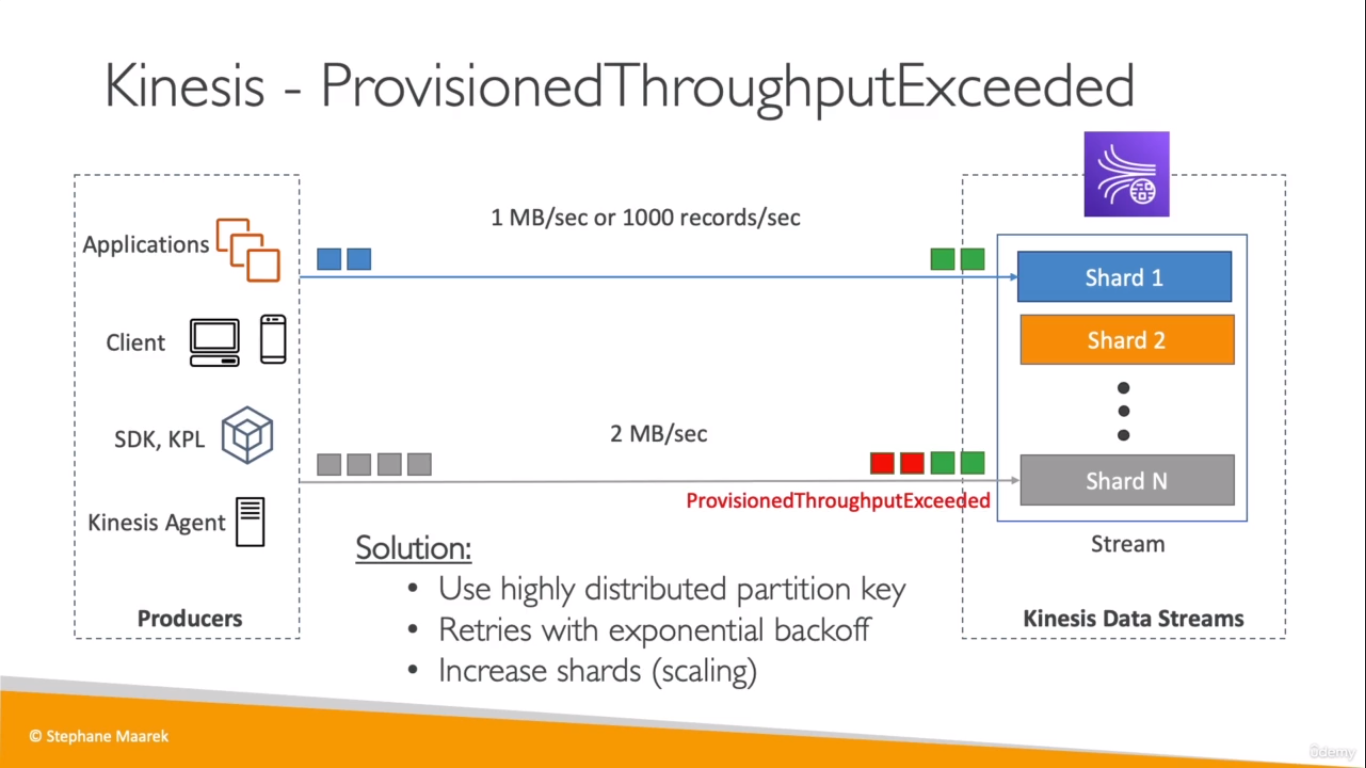 Kinesis - ProvisionedThroughputExceeded
Applications
Client
SDK, KPL
Kinesis Agent
Producers
1 MB/sec or 1000 records/sec
2 MB/sec
ProvisionedThroughputExceeded
Shard 1
Shard 2
Shard N
Stream
Kinesis Data Streams
Solution:
• Use highly distributed partition key
• Retries with exponential backoff
• Increase shards (scaling)
© Stephane Maarek
ûdemy